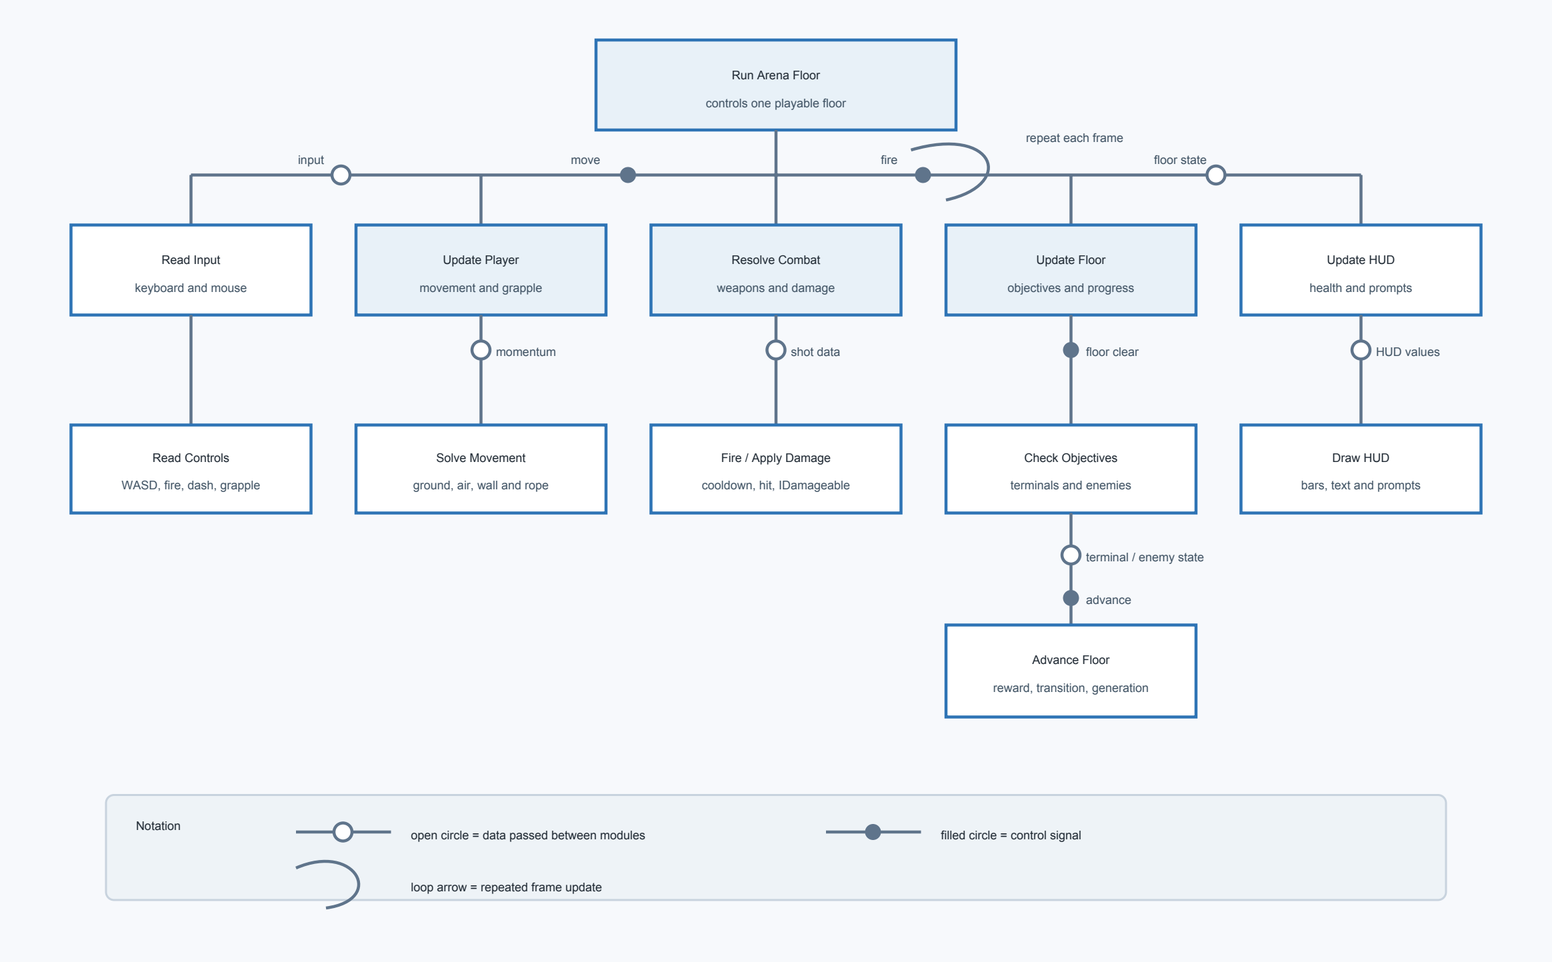 Run Arena Floor
controls one playable floor
repeat each frame
input
move
fire
floor state
Read Input
keyboard and mouse
Update Player
movement and grapple
Resolve Combat
weapons and damage
Update Floor
objectives and progress
Update HUD
health and prompts
momentum
shot data
floor clear
HUD values
Read Controls
WASD, fire, dash, grapple
Solve Movement
ground, air, wall and rope
Fire / Apply Damage
cooldown, hit, IDamageable
Check Objectives
terminals and enemies
Draw HUD
bars, text and prompts
terminal / enemy state
advance
Advance Floor
reward, transition, generation
Notation
open circle = data passed between modules
filled circle = control signal
loop arrow = repeated frame update